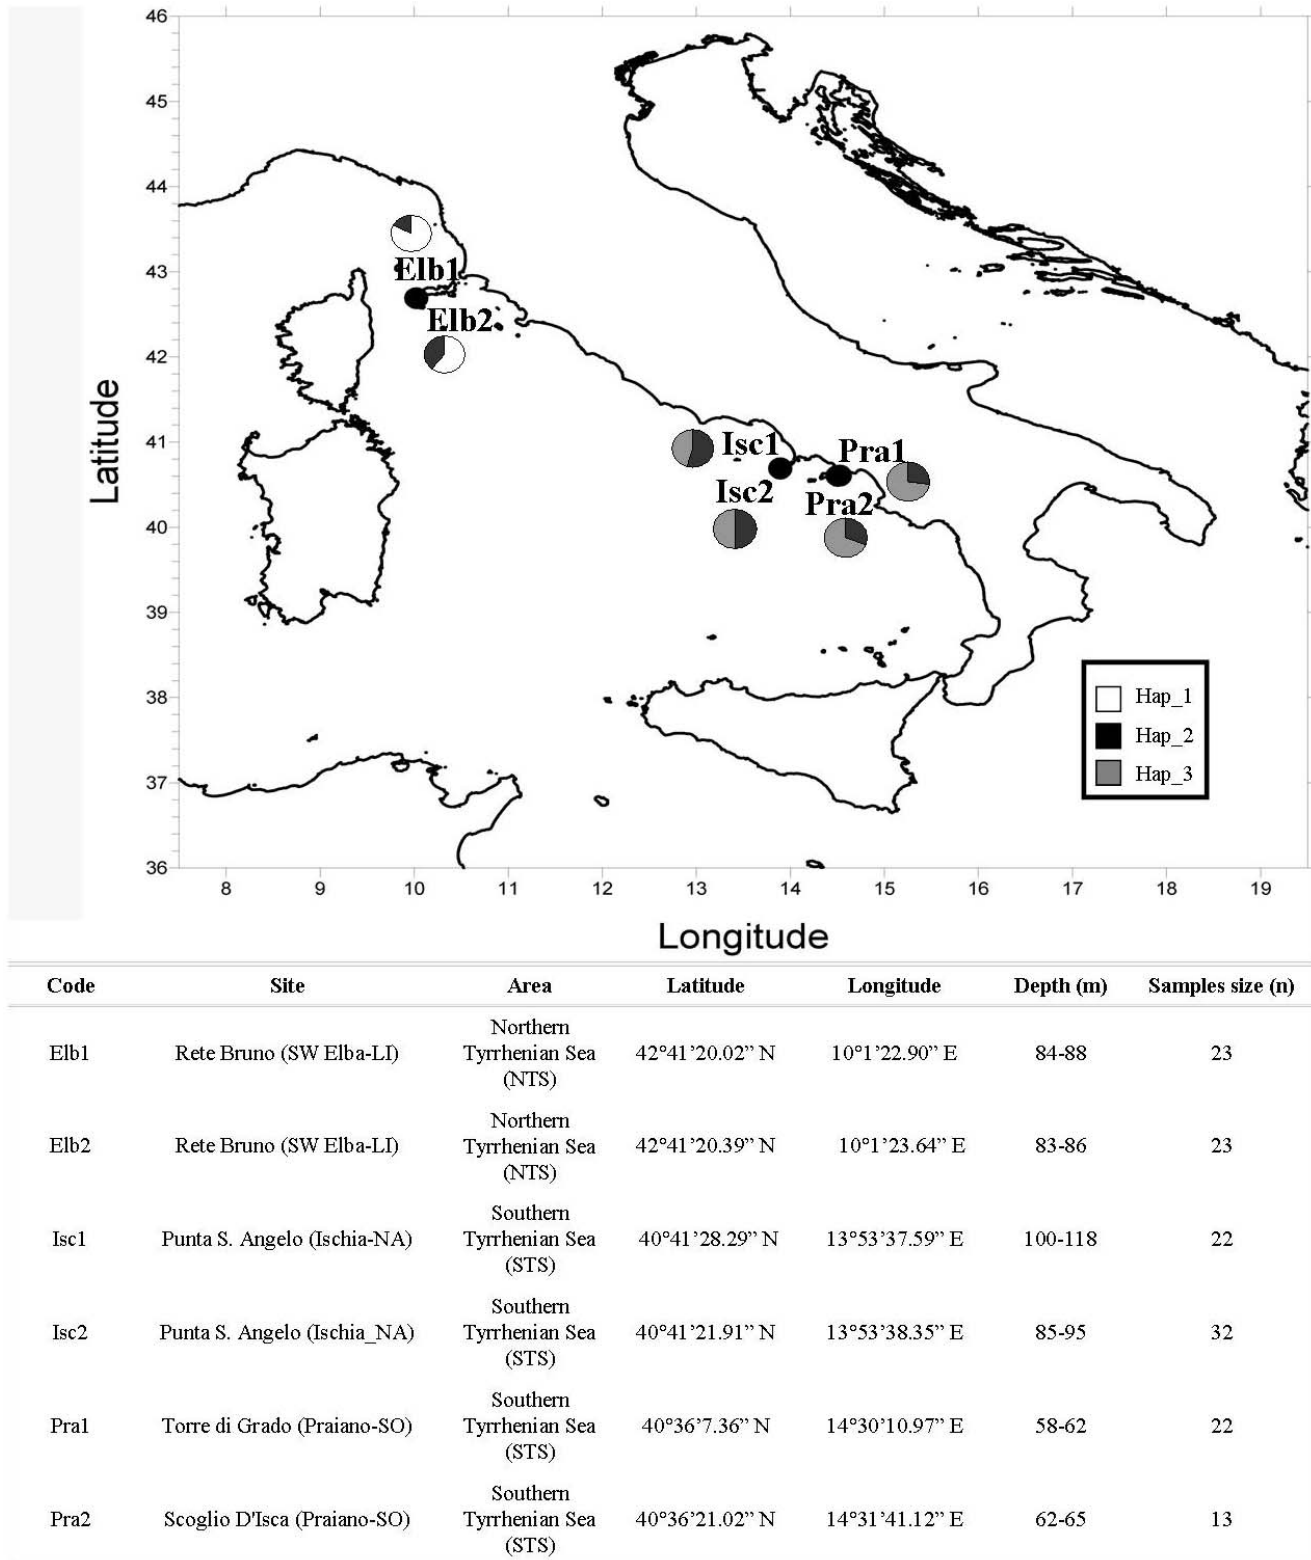 46
45
44
43
42
41
40
39
38
37
36
Latitude
Elb1
Elb2
Isc1
Pra1
Isc2
Pra2
Hap_1
Hap_2
Hap_3
8 9 10 11 12 13 14 15 16 17 18 19
Longitude
Code Site Area Latitude Longitude Depth (m) Samples size (n)
Northern
Elb1 Rete Bruno (SW Elba-LI) Tyrrhenian Sea 42°41’20.02” N 10°1’22.90” E 84-88 23
(NTS)
Northern
Elb2 Rete Bruno (SW Elba-LI) Tyrrhenian Sea 42°41’20.39” N 10°1’23.64” E 83-86 23
(NTS)
Southern
Isc1 Punta S. Angelo (Ischia-NA) Tyrrhenian Sea 40°41’28.29” N 13°53’37.59” E 100-118 22
(STS)
Southern
Isc2 Punta S. Angelo (Ischia_NA) Tyrrhenian Sea 40°41’21.91” N 13°53’38.35” E 85-95 32
(STS)
Southern
Pra1 Torre di Grado (Praiano-SO) Tyrrhenian Sea 40°36’7.36” N 14°30’10.97” E 58-62 22
(STS)
Southern
Pra2 Scoglio D'Isca (Praiano-SO) Tyrrhenian Sea 40°36’21.02” N 14°31’41.12” E 62-65 13
(STS)